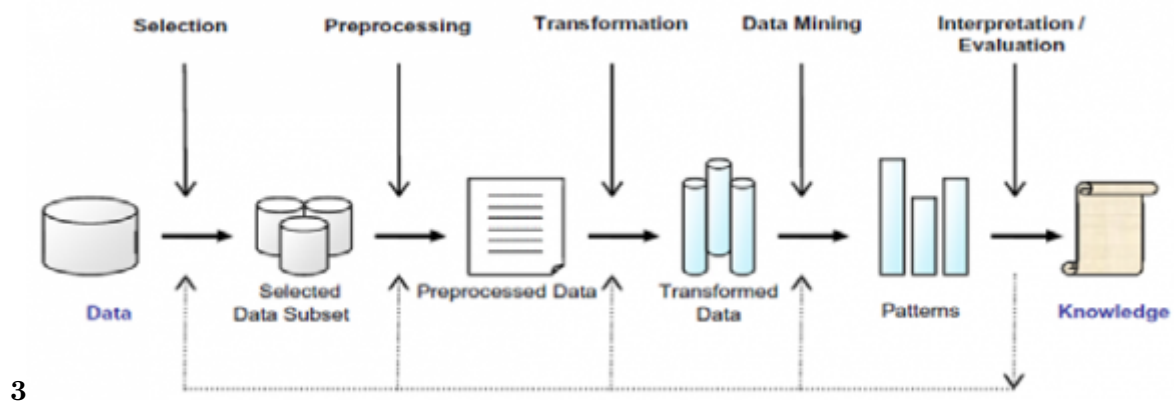 Selection
Preprocessing
Transformation
Data Mining
Interpretation /
Evaluation
Data
Selected
Data Subset
Preprocessed Data
Transformed
Data
Patterns
Knowledge
3